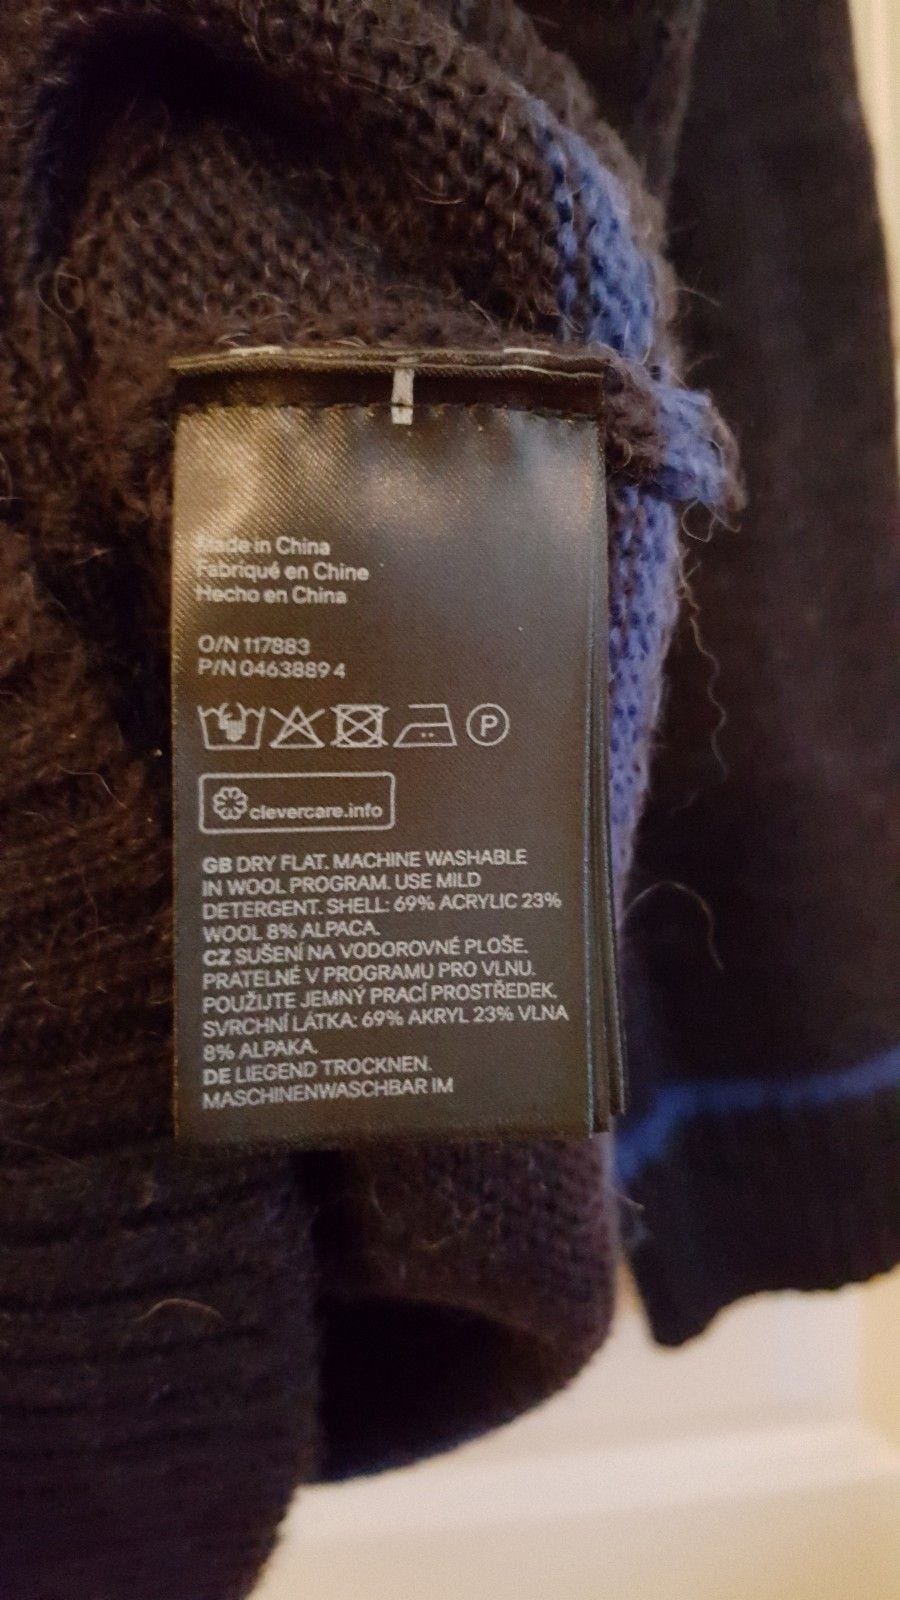 Made in China
Fabriqué en Chine
Hecho en China
O/N 117883
P/N 0463889 4
P
clevercare.info
GB DRY FLAT. MACHINE WASHABLE
IN WOOL PROGRAM. USE MILD
DETERGENT. SHELL: 69% ACRYLIC 23%
WOOL 8% ALPACA.
CZ SUŠENÍ NA VODOROVNÉ PLOŠE.
PRATELNÉ V PROGRAMU PRO VLNU.
POUŽIJTE JEMNÝ PRACÍ PROSTŘEDEK.
SVRCHNÍ LÁTKA: 69% AKRYL 23% VLNA
8% ALPAKA.
DE LIEGEND TROCKNEN.
MASCHINENWASCHBAR IM